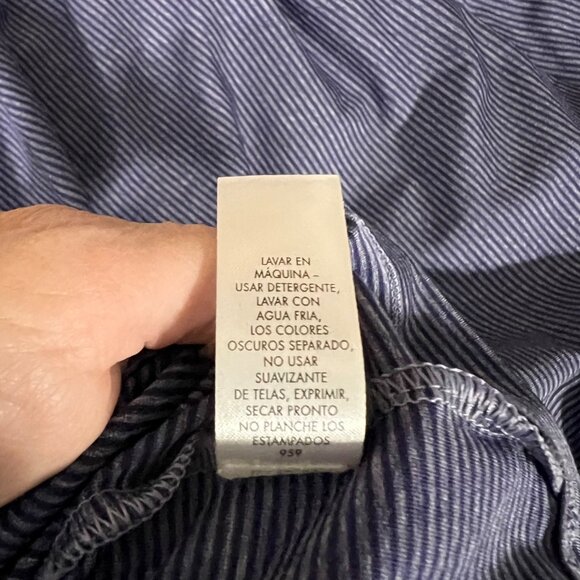 LAVAR EN
MÁQUINA –
USAR DETERGENTE,
LAVAR CON
AGUA FRIA,
LOS COLORES
OSCUROS SEPARADO,
NO USAR
SUAVIZANTE
DE TELAS, EXPRIMIR,
SECAR PRONTO
NO PLANCHE LOS
ESTAMPADOS
959